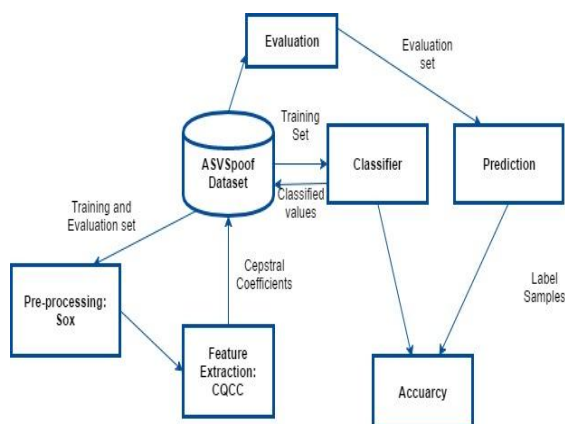 Evaluation
Evaluation
set
Training
Set
ASVSpoof
Dataset
Classifier
Prediction
Classified
values
Training and
Evaluation set
Cepstral
Coefficients
Pre-processing:
Sox
Label
Samples
Feature
Extraction:
CQCC
Accuarcy